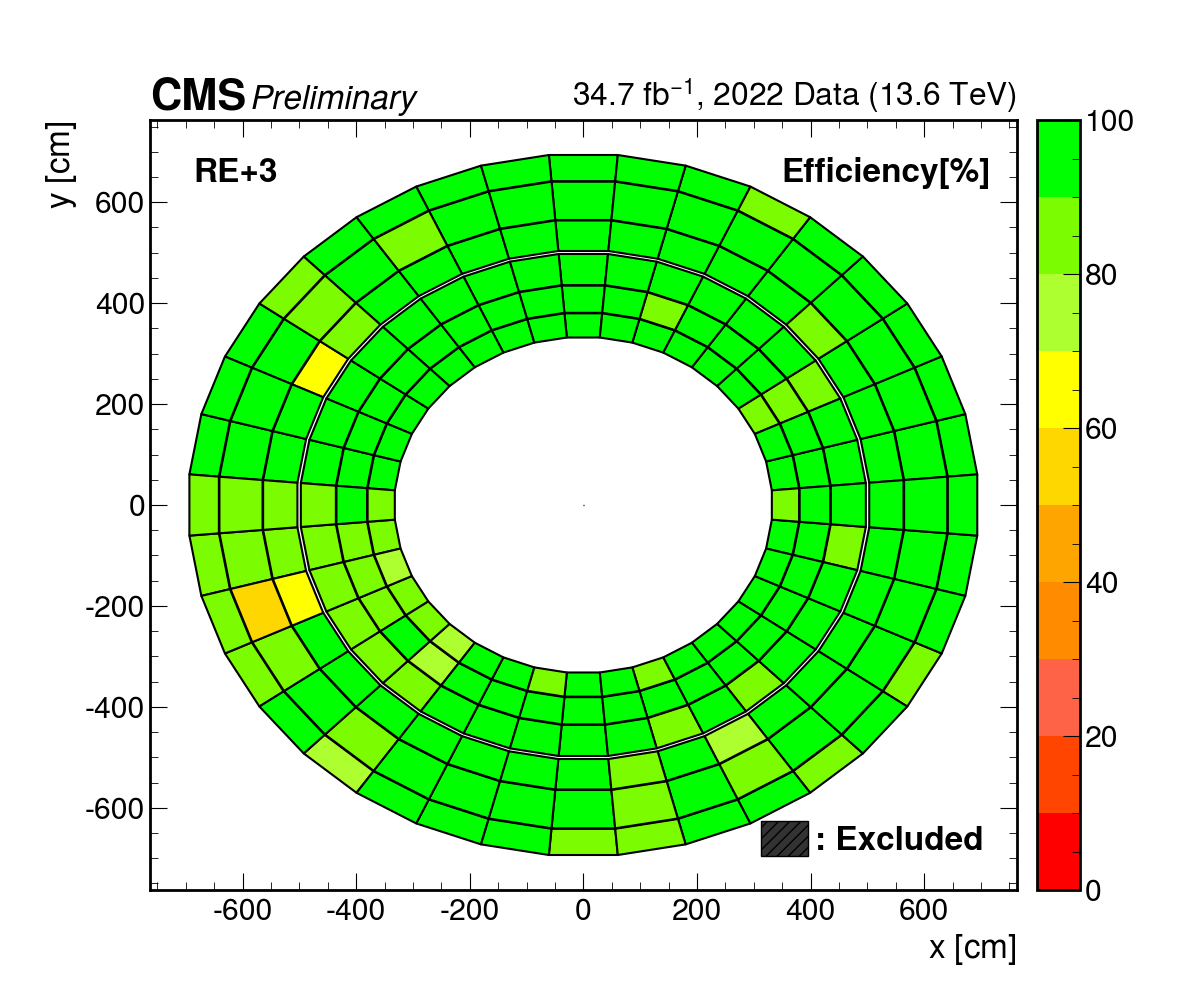 CMS Preliminary 34.7 fb⁻¹, 2022 Data (13.6 TeV)
y [cm]
RE+3 Efficiency[%]
600
400
200
0
-200
-400
-600
-600 -400 -200 0 200 400 600
x [cm]
: Excluded
100
80
60
40
20
0